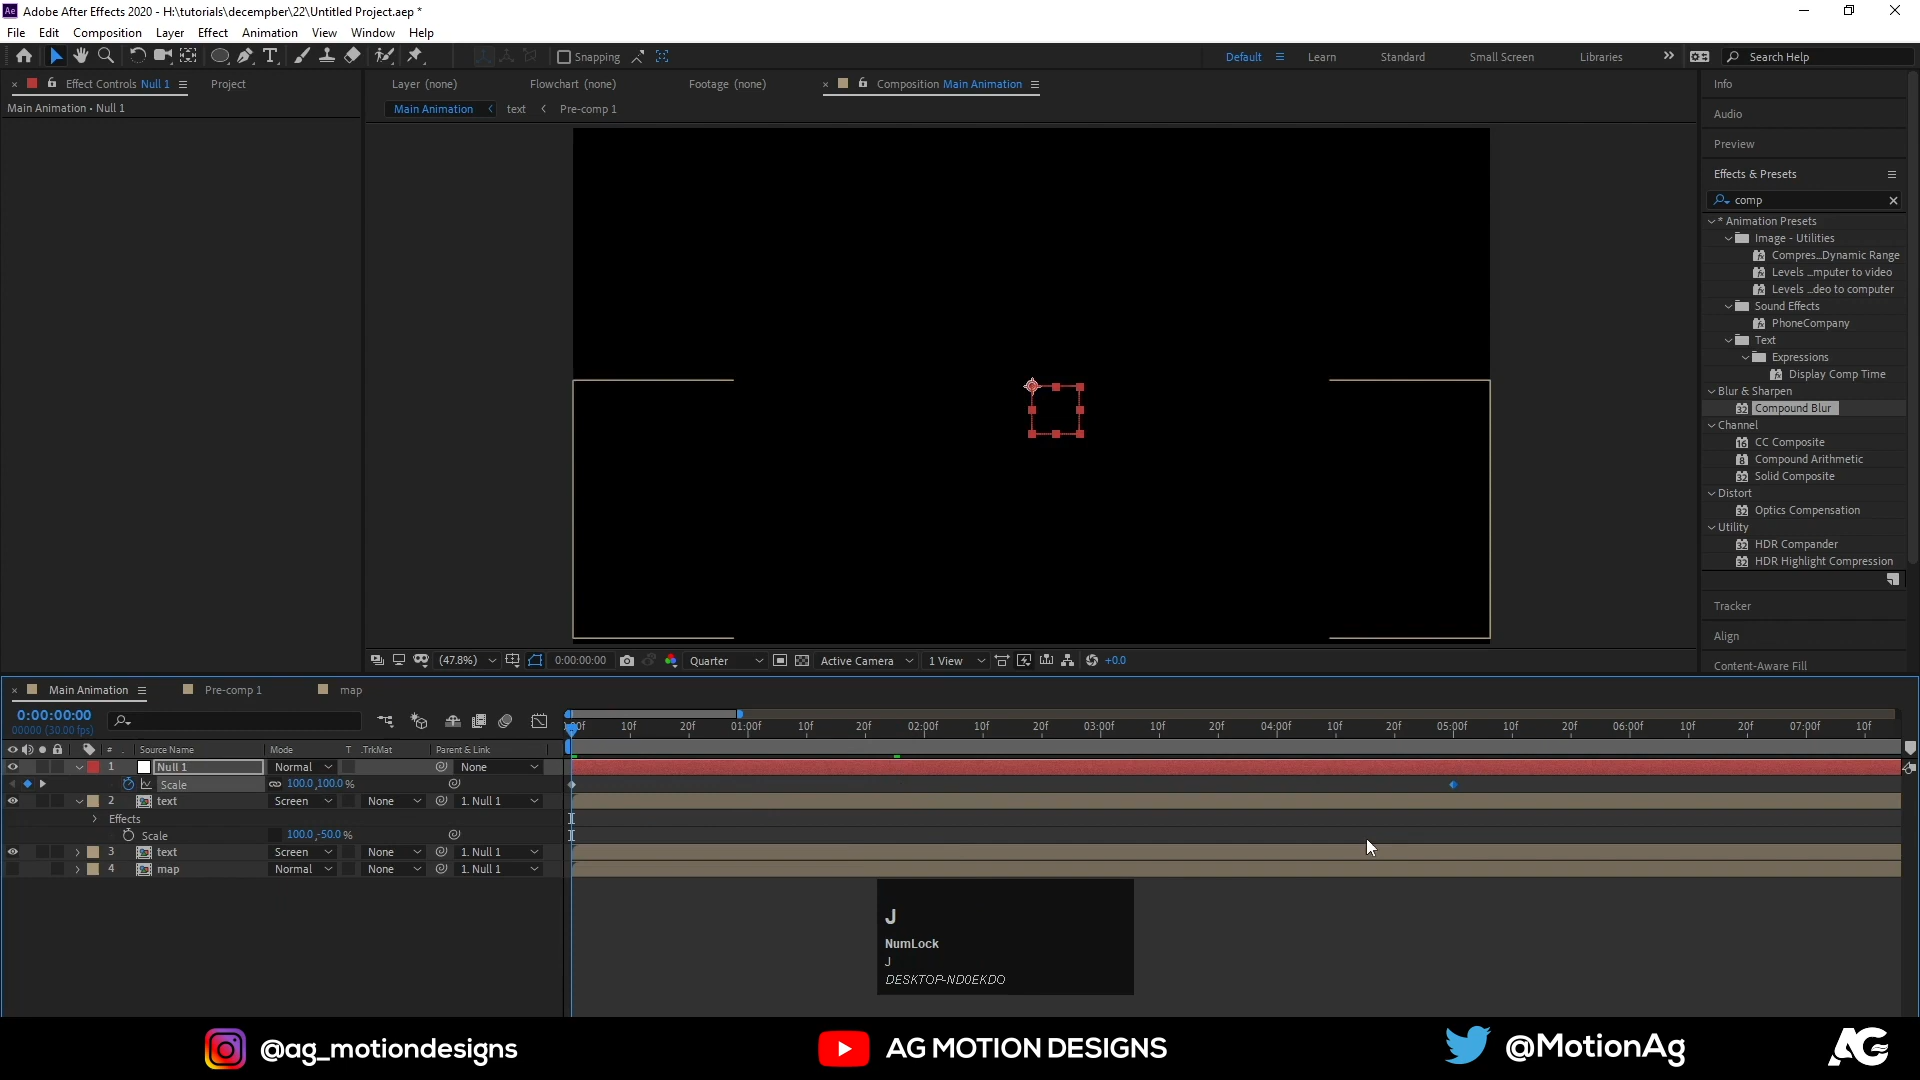 Ae Adobe After Effects 2020 - H:\tutorials\decempber\22\Untitled Project.aep *
File Edit Composition Layer Effect Animation View Window Help
Snapping Default Learn Standard Small Screen Libraries Search Help
Effect Controls Null 1 Project Layer (none) Flowchart (none) Footage (none) Composition Main Animation Info
Main Animation • Null 1 Main Animation text Pre-comp 1
Audio
Preview
Effects & Presets
comp
* Animation Presets
Image - Utilities
Compres...Dynamic Range
Levels ...mputer to video
Levels ...deo to computer
Sound Effects
PhoneCompany
Text
Expressions
Display Comp Time
Blur & Sharpen
32 Compound Blur
Channel
16 CC Composite
8 Compound Arithmetic
32 Solid Composite
Distort
32 Optics Compensation
Utility
32 HDR Compander
32 HDR Highlight Compression
Tracker
Align
Content-Aware Fill
(47.8%) 0:00:00:00 Quarter Active Camera 1 View +0.0
Main Animation Pre-comp 1 map
0:00:00:00
00000 (30.00 fps)
:00f 10f 20f 01:00f 10f 20f 02:00f 10f 20f 03:00f 10f 20f 04:00f 10f 20f 05:00f 10f 20f 06:00f 10f 20f 07:00f 10f
# Source Name Mode T .TrkMat Parent & Link
1 Null 1 Normal None
Scale 100.0,100.0 %
2 text Screen None 1. Null 1
Effects
Scale 100.0,-50.0 %
3 text Screen None 1. Null 1
4 map Normal None 1. Null 1
J
NumLock
J
DESKTOP-ND0EKDO
@ag_motiondesigns AG MOTION DESIGNS @MotionAg AG